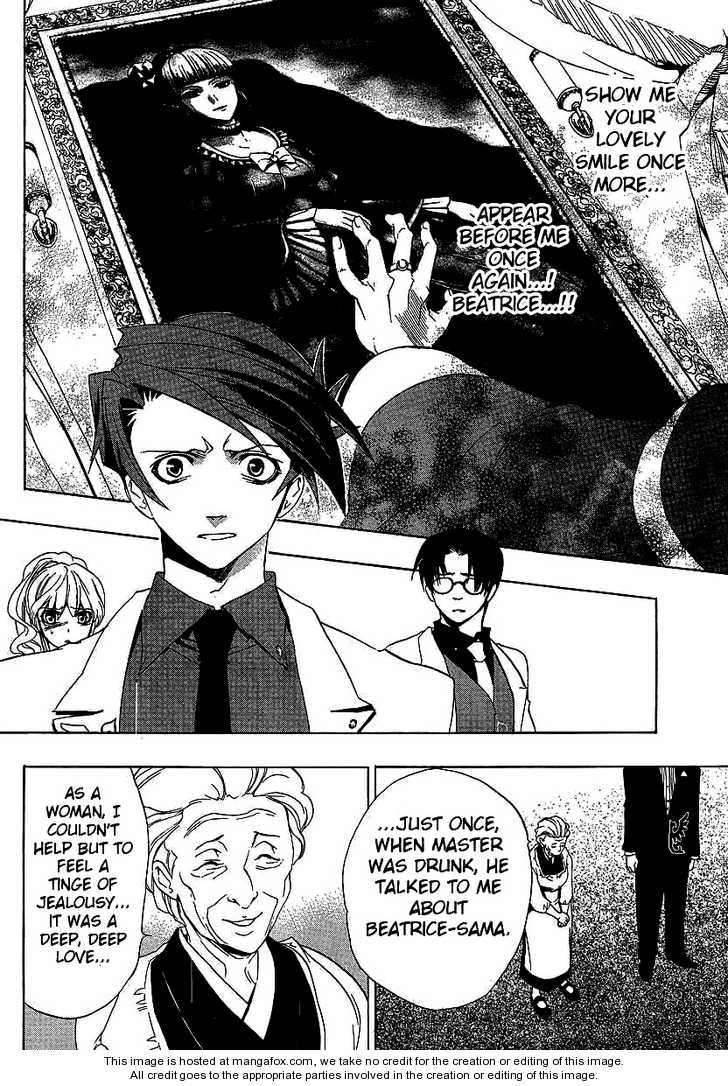 SHOW ME
YOUR
LOVELY
SMILE ONCE
MORE...
APPEAR
BEFORE ME
ONCE
AGAIN...!
BEATRICE...!!
...JUST ONCE,
WHEN MASTER
WAS DRUNK, HE
TALKED TO ME
ABOUT
BEATRICE-SAMA.
AS A
WOMAN, I
COULDN'T
HELP BUT TO
FEEL A
TINGE OF
JEALOUSY...
IT WAS A
DEEP, DEEP
LOVE...
This image is hosted at mangafox.com, we take no credit for the creation or editing of this image.
All credit goes to the appropriate parties involved in the creation or editing of this image.